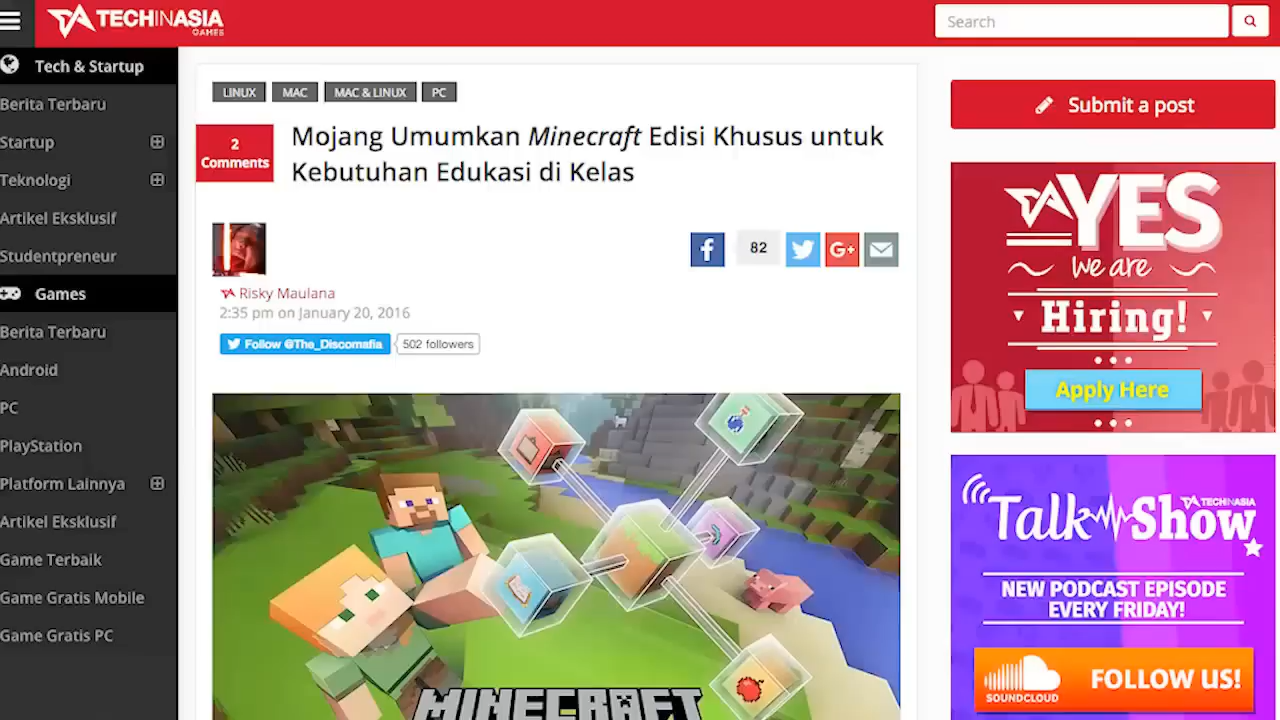 TECHINASIA
GAMES
Search
Tech & Startup
Berita Terbaru
Startup
Teknologi
Artikel Eksklusif
Studentpreneur
Games
Berita Terbaru
Android
PC
PlayStation
Platform Lainnya
Artikel Eksklusif
Game Terbaik
Game Gratis Mobile
Game Gratis PC
LINUX MAC MAC & LINUX PC
2
Comments
Mojang Umumkan Minecraft Edisi Khusus untuk
Kebutuhan Edukasi di Kelas
f 82 G+
Risky Maulana
2:35 pm on January 20, 2016
Follow @The_Discomafia 502 followers
MINECRAFT
Submit a post
YES
We are
Hiring!
Apply Here
TECHINASIA
Talk Show
NEW PODCAST EPISODE
EVERY FRIDAY!
SOUNDCLOUD
FOLLOW US!